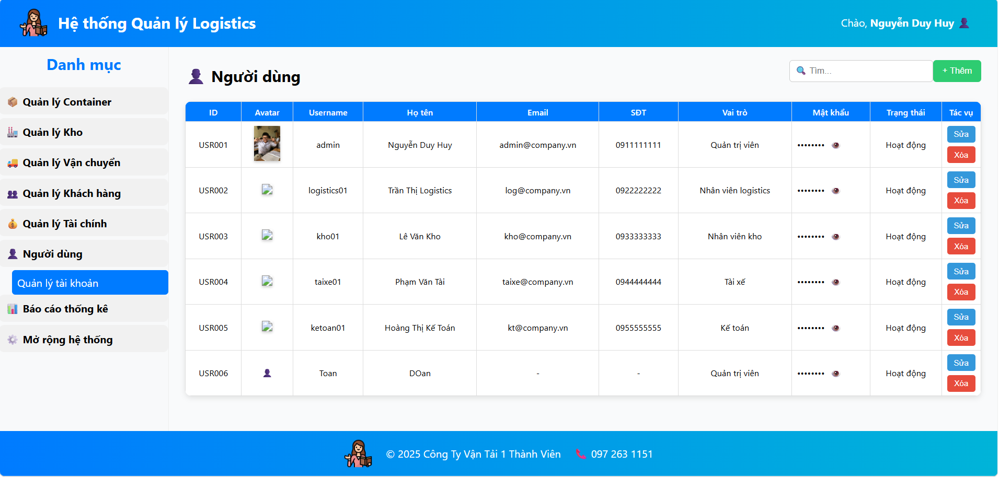 Hệ thống Quản lý Logistics
Chào, Nguyễn Duy Huy
Danh mục
Quản lý Container
Quản lý Kho
Quản lý Vận chuyển
Quản lý Khách hàng
Quản lý Tài chính
Người dùng
Quản lý tài khoản
Báo cáo thống kê
Mở rộng hệ thống
Người dùng
Tìm...
+ Thêm
ID Avatar Username Họ tên Email SĐT Vai trò Mật khẩu Trạng thái Tác vụ
USR001 admin Nguyễn Duy Huy admin@company.vn 0911111111 Quản trị viên •••••••• Hoạt động Sửa
Xóa
USR002 logistics01 Trần Thị Logistics log@company.vn 0922222222 Nhân viên logistics •••••••• Hoạt động Sửa
Xóa
USR003 kho01 Lê Văn Kho kho@company.vn 0933333333 Nhân viên kho •••••••• Hoạt động Sửa
Xóa
USR004 taixe01 Phạm Văn Tài taixe@company.vn 0944444444 Tài xế •••••••• Hoạt động Sửa
Xóa
USR005 ketoan01 Hoàng Thị Kế Toán kt@company.vn 0955555555 Kế toán •••••••• Hoạt động Sửa
Xóa
USR006 Toan DOan - - Quản trị viên •••••••• Hoạt động Sửa
Xóa
© 2025 Công Ty Vận Tải 1 Thành Viên 097 263 1151